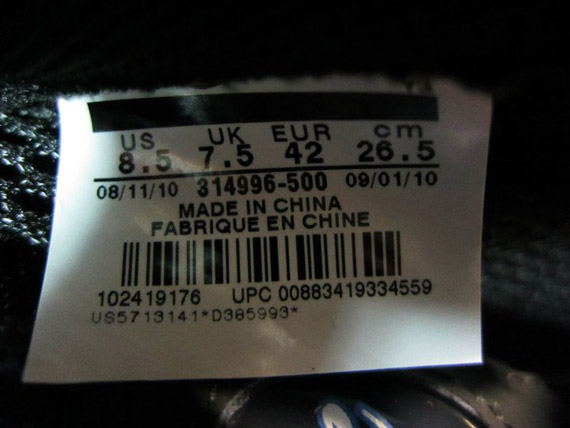 US UK EUR cm
8.5 7.5 42 26.5
08/11/10 314996-500 09/01/10
MADE IN CHINA
FABRIQUE EN CHINE
102419176 UPC 00883419334559
US5713141*D385993*